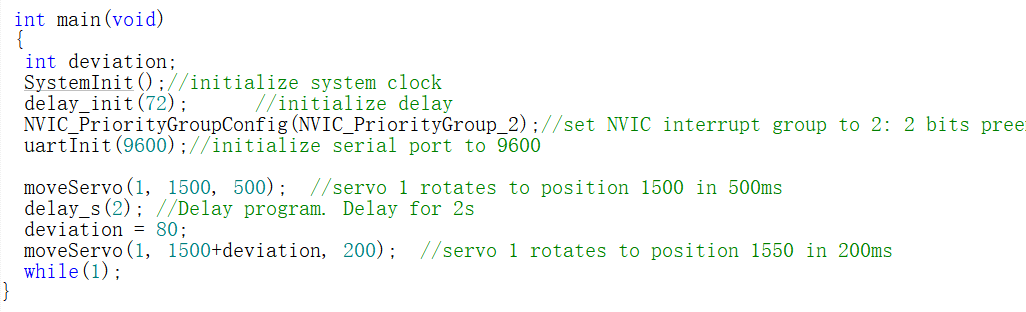 int main(void)
{
int deviation;
SystemInit();//initialize system clock
delay_init(72);      //initialize delay
NVIC_PriorityGroupConfig(NVIC_PriorityGroup_2);//set NVIC interrupt group to 2: 2 bits
uartInit(9600);//initialize serial port to 9600
moveServo(1, 1500, 500);  //servo 1 rotates to position 1500 in 500ms
delay_s(2); //Delay program. Delay for 2s
deviation = 80;
moveServo(1, 1500+deviation, 200);  //servo 1 rotates to position 1550 in 200ms
while(1);
}